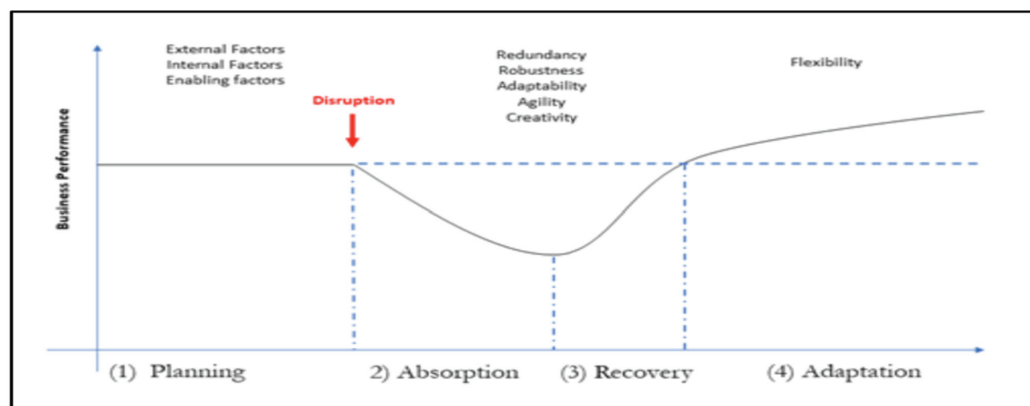 External Factors
Internal Factors
Enabling factors
Disruption
Redundancy
Robustness
Adaptability
Agility
Creativity
Flexibility
Business Performance
(1) Planning
2) Absorption
(3) Recovery
(4) Adaptation